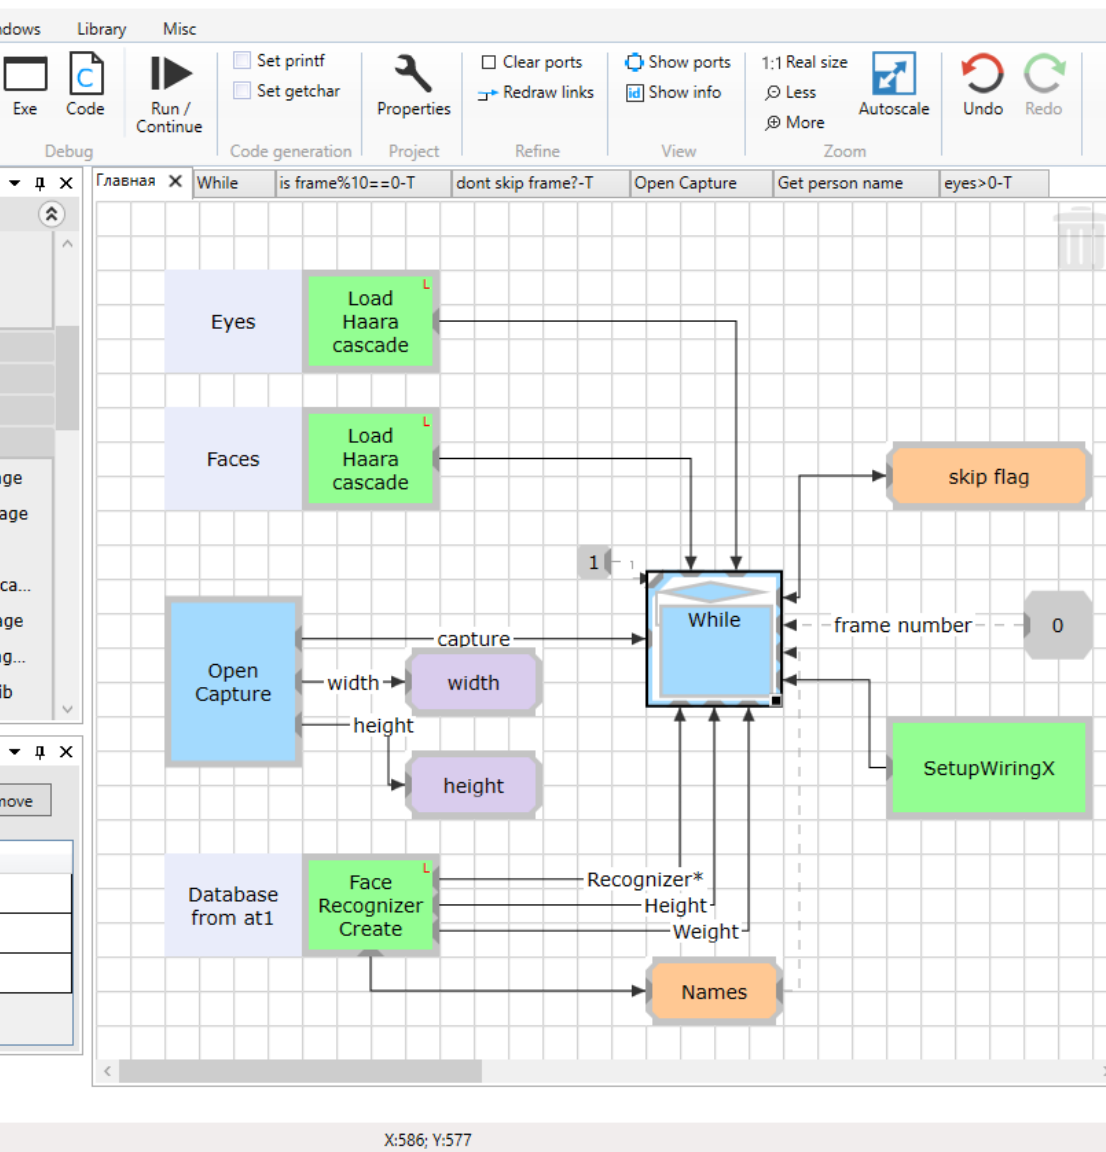 ndows Library Misc
Exe
Code
Run /
Continue
Debug
Set printf
Set getchar
Code generation
Properties
Project
Clear ports
Redraw links
Refine
Show ports
id Show info
View
1:1 Real size
Less
More
Zoom
Autoscale
Undo
Redo
Главная While is frame%10==0-T dont skip frame?-T Open Capture Get person name eyes>0-T
Eyes
Load
Haara
cascade
L
Faces
Load
Haara
cascade
L
skip flag
1
1
While
frame number
0
Open
Capture
capture
width
width
height
height
SetupWiringX
Database
from at1
Face
Recognizer
Create
L
Recognizer*
Height
Weight
Names
ge
age
ca...
ge
g...
ib
move
X:586; Y:577